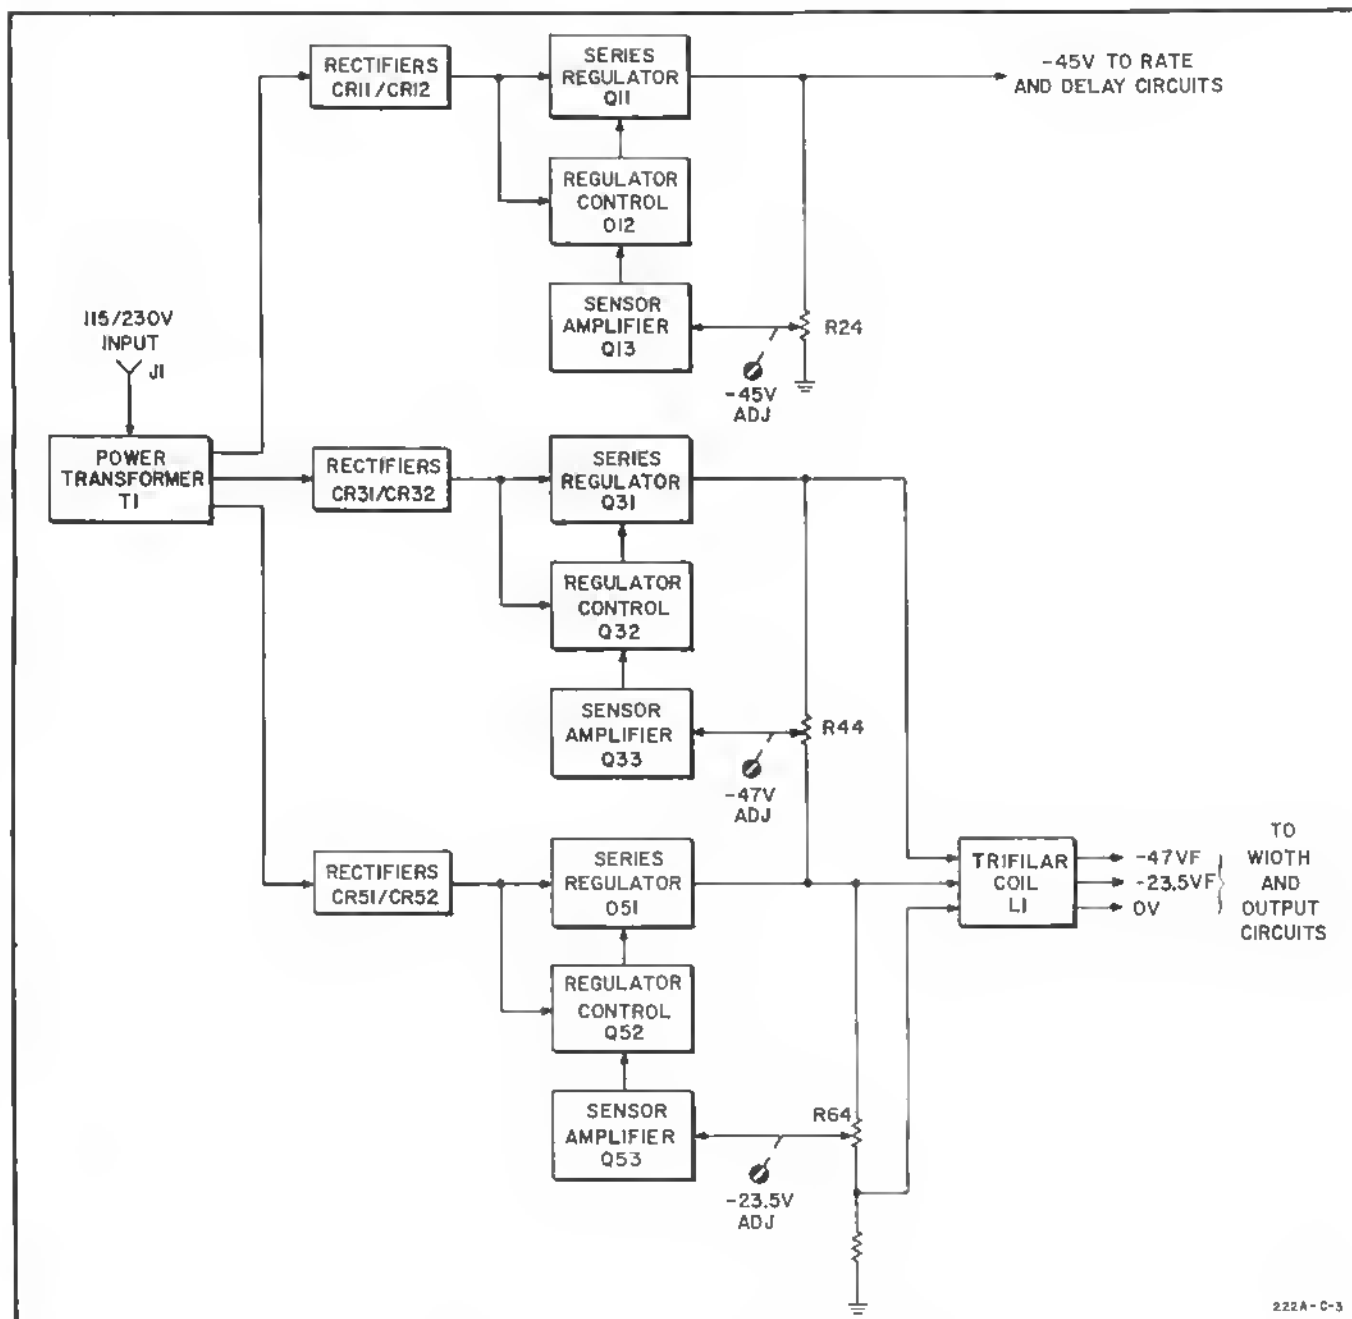 RECTIFIERS
CR11/CR12
SERIES
REGULATOR
Q11
-45V TO RATE
AND DELAY CIRCUITS
REGULATOR
CONTROL
O12
SENSOR
AMPLIFIER
Q13
R24
-45V
ADJ
115/230V
INPUT
J1
POWER
TRANSFORMER
T1
RECTIFIERS
CR31/CR32
SERIES
REGULATOR
Q31
REGULATOR
CONTROL
Q32
SENSOR
AMPLIFIER
Q33
R44
-47V
ADJ
RECTIFIERS
CR51/CR52
SERIES
REGULATOR
O51
TRIFILAR
COIL
L1
-47VF
-23.5VF
0V
TO
WIOTH
AND
OUTPUT
CIRCUITS
REGULATOR
CONTROL
Q52
SENSOR
AMPLIFIER
Q53
R64
-23.5V
ADJ
222A-C-3